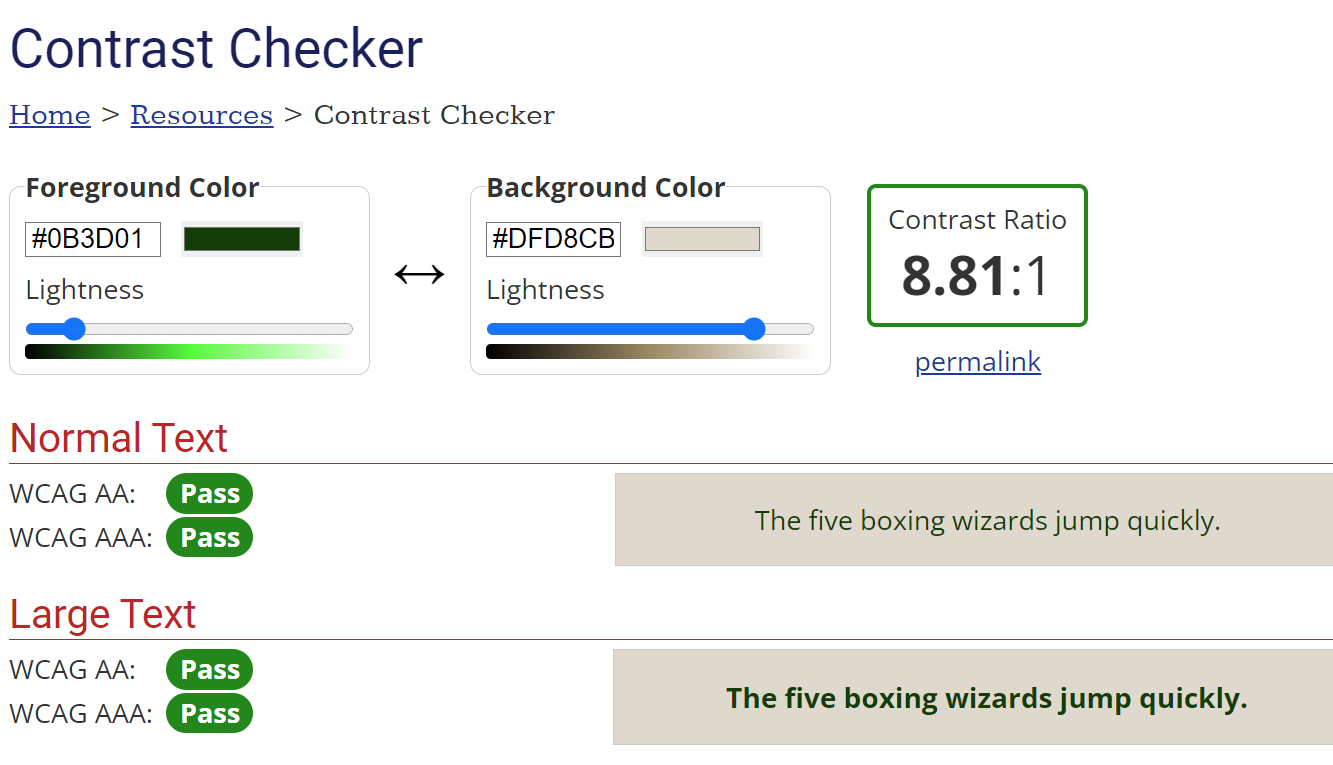 Contrast Checker
Home > Resources > Contrast Checker
Foreground Color
#0B3D01
Lightness
Background Color
#DFD8CB
Lightness
Contrast Ratio
8.81:1
permalink
Normal Text
WCAG AA: Pass
WCAG AAA: Pass
The five boxing wizards jump quickly.
Large Text
WCAG AA: Pass
WCAG AAA: Pass
The five boxing wizards jump quickly.